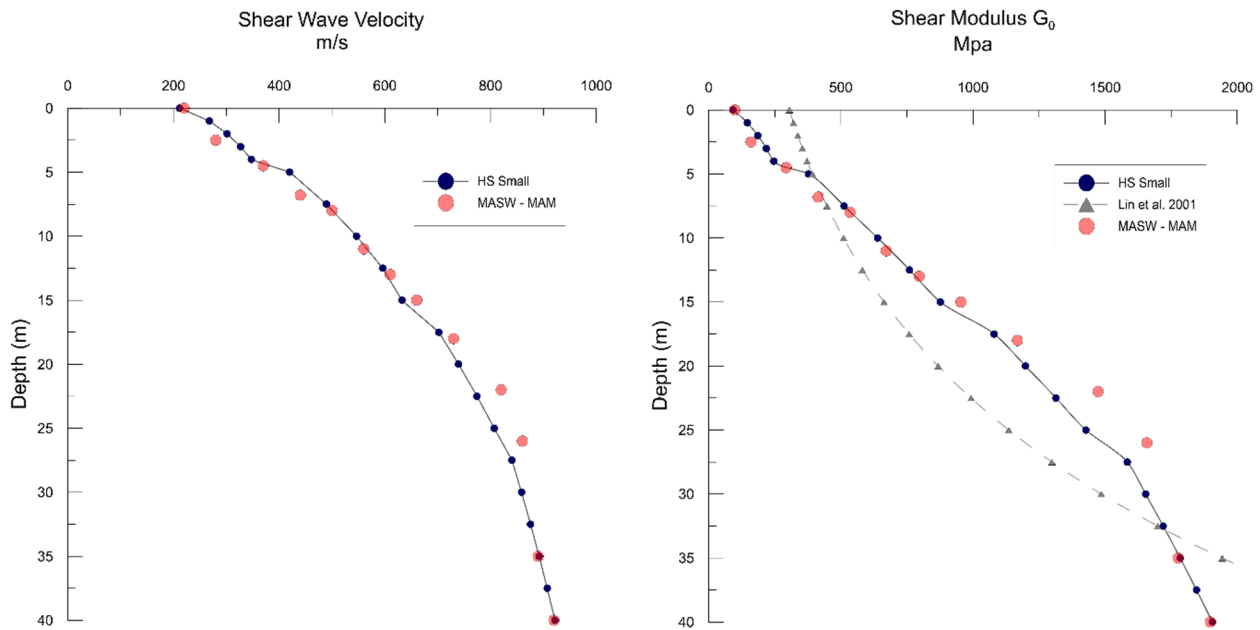 Shear Wave Velocity
m/s
0 200 400 600 800 1000
0
5
10
15
20
25
30
35
40
Depth (m)
HS Small
MASW - MAM
Shear Modulus G₀
Mpa
0 500 1000 1500 2000
0
5
10
15
20
25
30
35
40
Depth (m)
HS Small
Lin et al. 2001
MASW - MAM